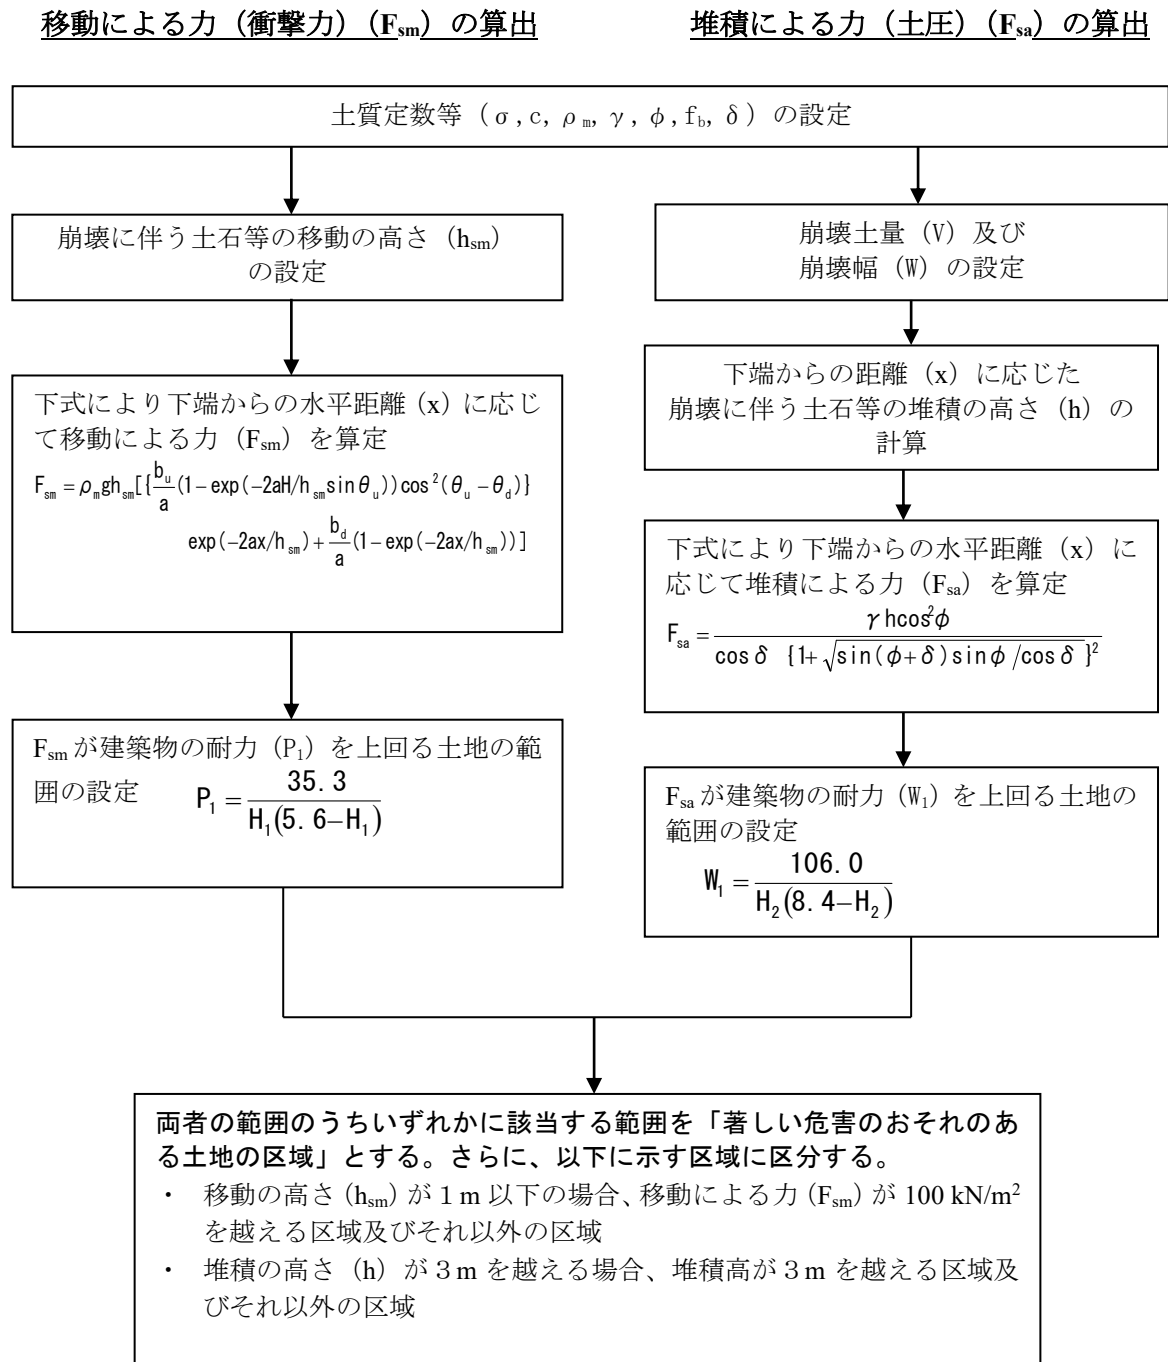 移動による力（衝撃力）（Fsm）の算出
堆積による力（土圧）（Fsa）の算出
土質定数等（σ,c, ρm, γ, φ,fb, δ）の設定
崩壊に伴う土石等の移動の高さ（hsm）
の設定
下式により下端からの水平距離（x）に応じ
て移動による力（Fsm）を算定
Fsm = ρmghsm[{bu/a(1−exp(−2aH/hsmsinθu))cos²(θu−θd)}
exp(−2ax/hsm)+bd/a(1−exp(−2ax/hsm))]
Fsmが建築物の耐力（P1）を上回る土地の範
囲の設定 P1 = 35.3/H1(5.6−H1)
崩壊土量（V）及び
崩壊幅（W）の設定
下端からの距離（x）に応じた
崩壊に伴う土石等の堆積の高さ（h）の
計算
下式により下端からの水平距離（x）に
応じて堆積による力（Fsa）を算定
Fsa = γhcos²φ/cosδ {1+√sin(φ+δ)sinφ/cosδ}²
Fsaが建築物の耐力（W1）を上回る土地の
範囲の設定
W1 = 106.0/H2(8.4−H2)
両者の範囲のうちいずれかに該当する範囲を「著しい危害のおそれのあ
る土地の区域」とする。さらに、以下に示す区域に区分する。
・ 移動の高さ（hsm）が１m以下の場合、移動による力（Fsm）が 100 kN/m²
を越える区域及びそれ以外の区域
・ 堆積の高さ（h）が３mを越える場合、堆積高が３mを越える区域及
びそれ以外の区域